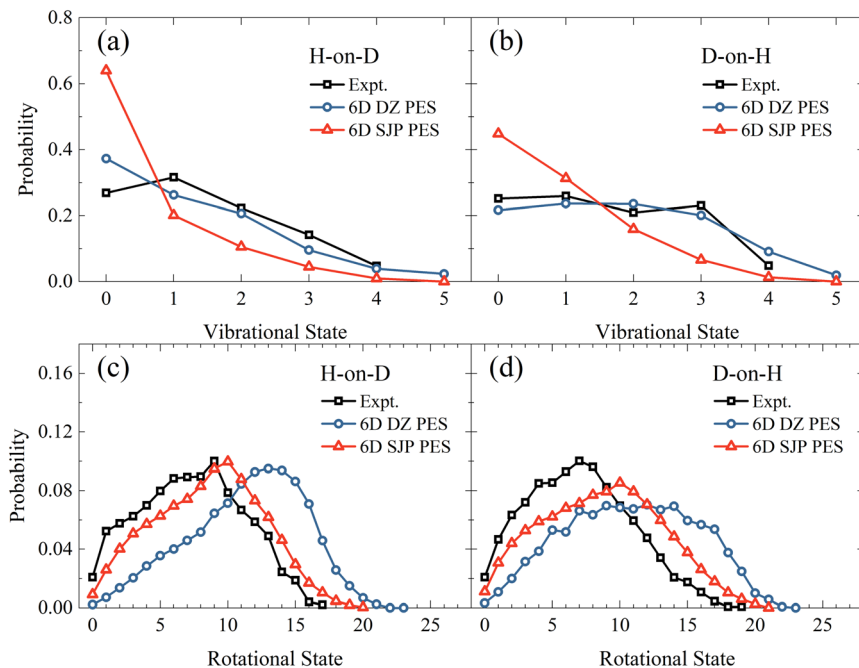 (a)
H-on-D
Expt.
6D DZ PES
6D SJP PES
0.8
0.6
0.4
0.2
0.0
Probability
0 1 2 3 4 5
Vibrational State
(b)
D-on-H
Expt.
6D DZ PES
6D SJP PES
0 1 2 3 4 5
Vibrational State
(c)
H-on-D
Expt.
6D DZ PES
6D SJP PES
0.16
0.12
0.08
0.04
0.00
Probability
0 5 10 15 20 25
Rotational State
(d)
D-on-H
Expt.
6D DZ PES
6D SJP PES
0 5 10 15 20 25
Rotational State